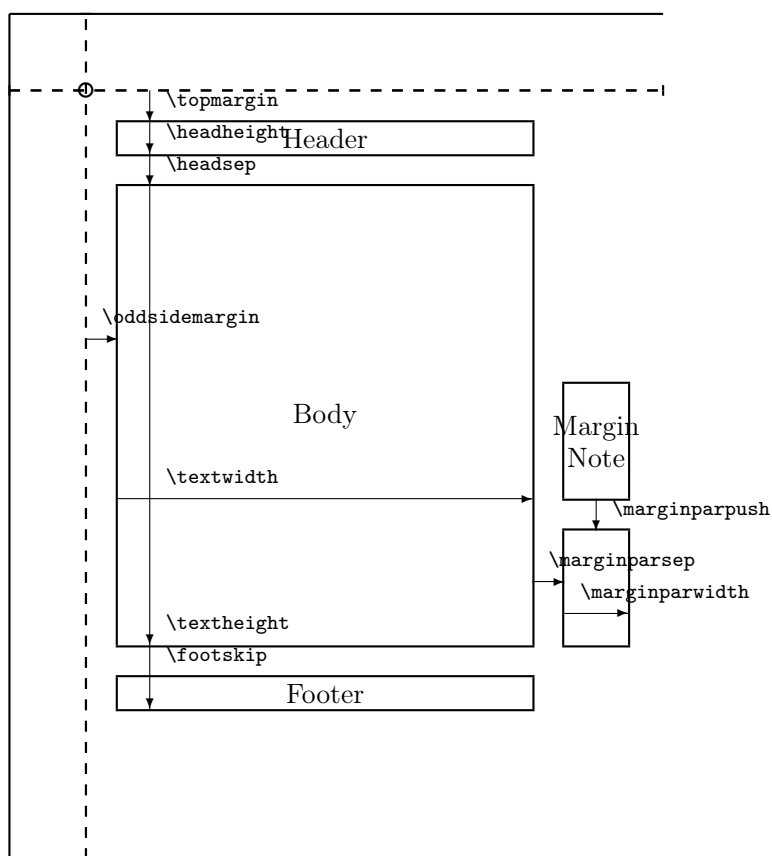 \topmargin
\headheight
Header
\headsep
\oddsidemargin
Body
Margin
Note
\textwidth
\marginparpush
\marginparsep
\marginparwidth
\textheight
\footskip
Footer